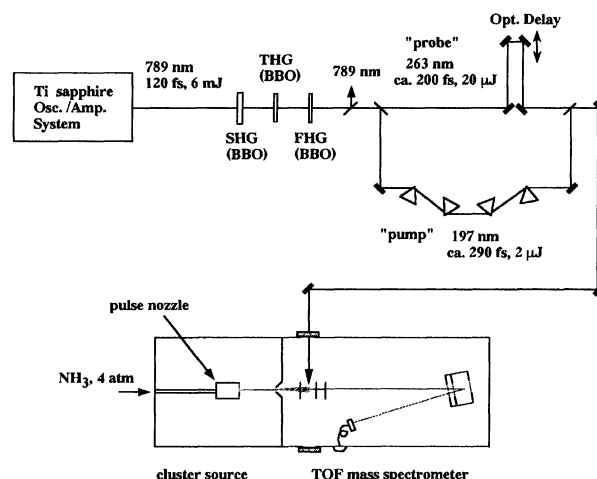 Opt. Delay
"probe"
263 nm
ca. 200 fs, 20 μJ
789 nm
120 fs, 6 mJ
THG
(BBO)
789 nm
Ti sapphire
Osc. /Amp.
System
SHG
(BBO)
FHG
(BBO)
"pump"
197 nm
ca. 290 fs, 2 μJ
pulse nozzle
NH3, 4 atm
cluster source
TOF mass spectrometer